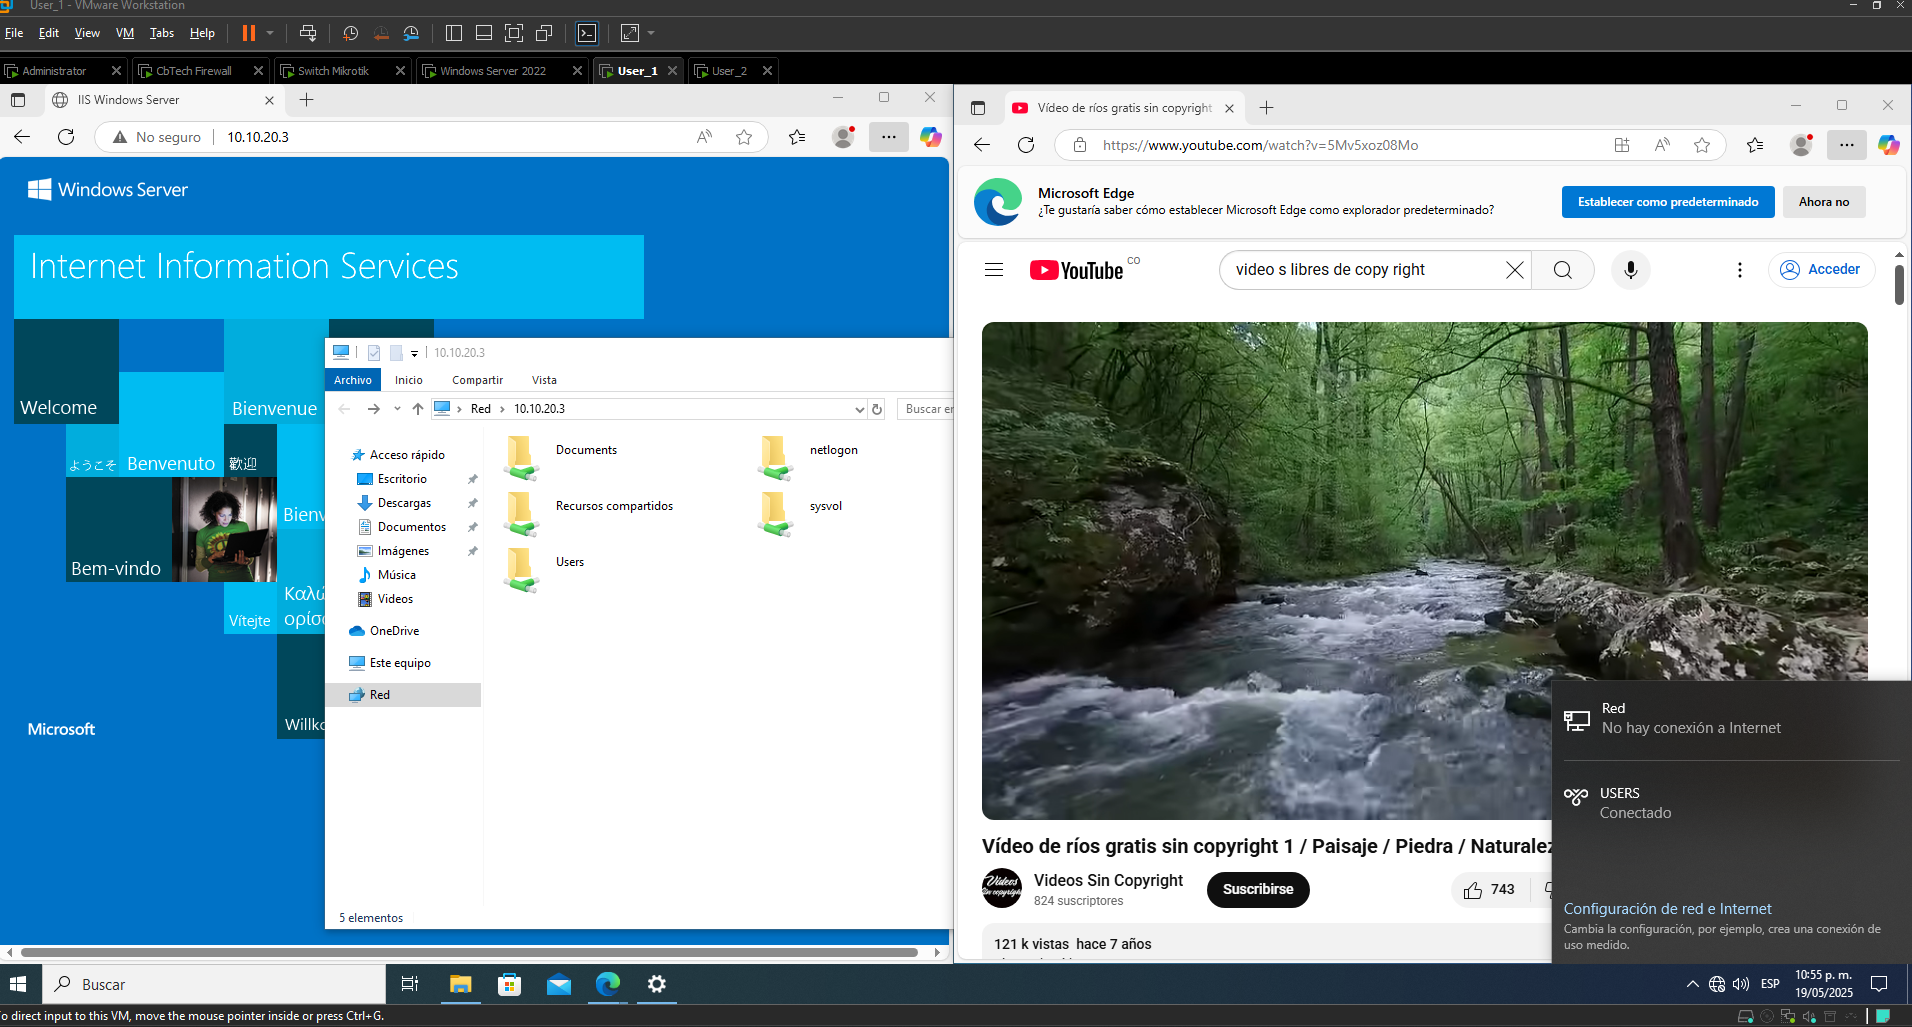 User_1 - VMware Workstation
File Edit View VM Tabs Help
Administrator CbTech Firewall Switch Mikrotik Windows Server 2022 User_1 User_2
IIS Windows Server
No seguro 10.10.20.3
Windows Server
Internet Information Services
Welcome
Bienvenue
ようこそ
Benvenuto
歡迎
Bienv
Bem-vindo
Vítejte
Καλώ
ορίσα
Microsoft
Willko
10.10.20.3
Archivo Inicio Compartir Vista
Red 10.10.20.3
Buscar en
Acceso rápido
Escritorio
Descargas
Documentos
Imágenes
Música
Videos
OneDrive
Este equipo
Red
Documents
netlogon
Recursos compartidos
sysvol
Users
5 elementos
Vídeo de ríos gratis sin copyright
https://www.youtube.com/watch?v=5Mv5xoz08Mo
Microsoft Edge
¿Te gustaría saber cómo establecer Microsoft Edge como explorador predeterminado?
Establecer como predeterminado
Ahora no
YouTube CO
video s libres de copy right
Acceder
Vídeo de ríos gratis sin copyright 1 / Paisaje / Piedra / Naturalez
Videos Sin copyright
Videos Sin Copyright
824 suscriptores
Suscribirse
743
121 k vistas hace 7 años
Red
No hay conexión a Internet
USERS
Conectado
Configuración de red e Internet
Cambia la configuración, por ejemplo, crea una conexión de
uso medido.
Buscar
ESP
10:55 p. m.
19/05/2025
o direct input to this VM, move the mouse pointer inside or press Ctrl+G.